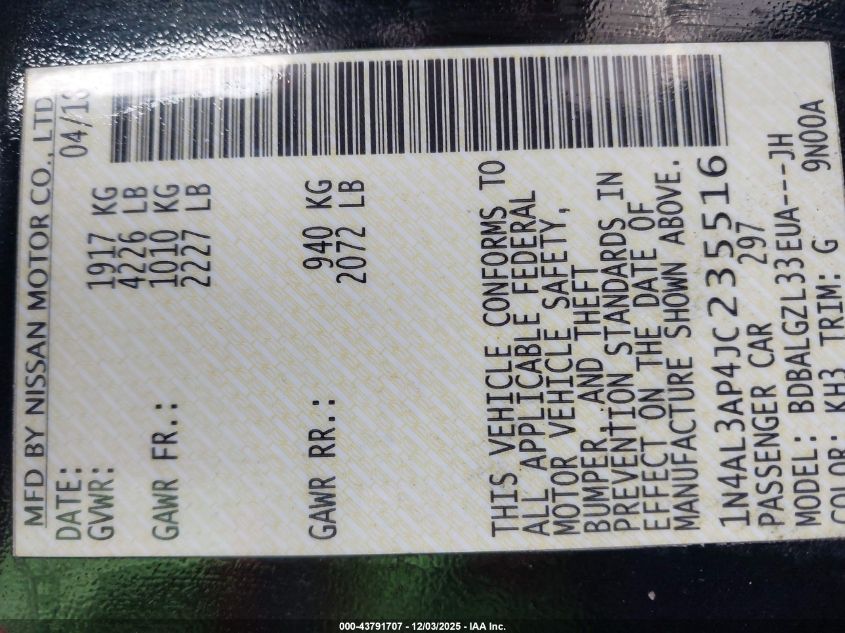 MFD BY NISSAN MOTOR CO., LTD
DATE: 04/18
GVWR: 1917 KG
4226 LB
GAWR FR.: 1010 KG
2227 LB
GAWR RR.: 940 KG
2072 LB
THIS VEHICLE CONFORMS TO
ALL APPLICABLE FEDERAL
MOTOR VEHICLE SAFETY,
BUMPER AND THEFT
PREVENTION STANDARDS IN
EFFECT ON THE DATE OF
MANUFACTURE SHOWN ABOVE.
1N4AL3AP4JC235516
PASSENGER CAR 297
MODEL: BDBALGZL33EUA---JH
COLOR: KH3 TRIM: G 9N00A
000-43791707 - 12/03/2025 - IAA Inc.